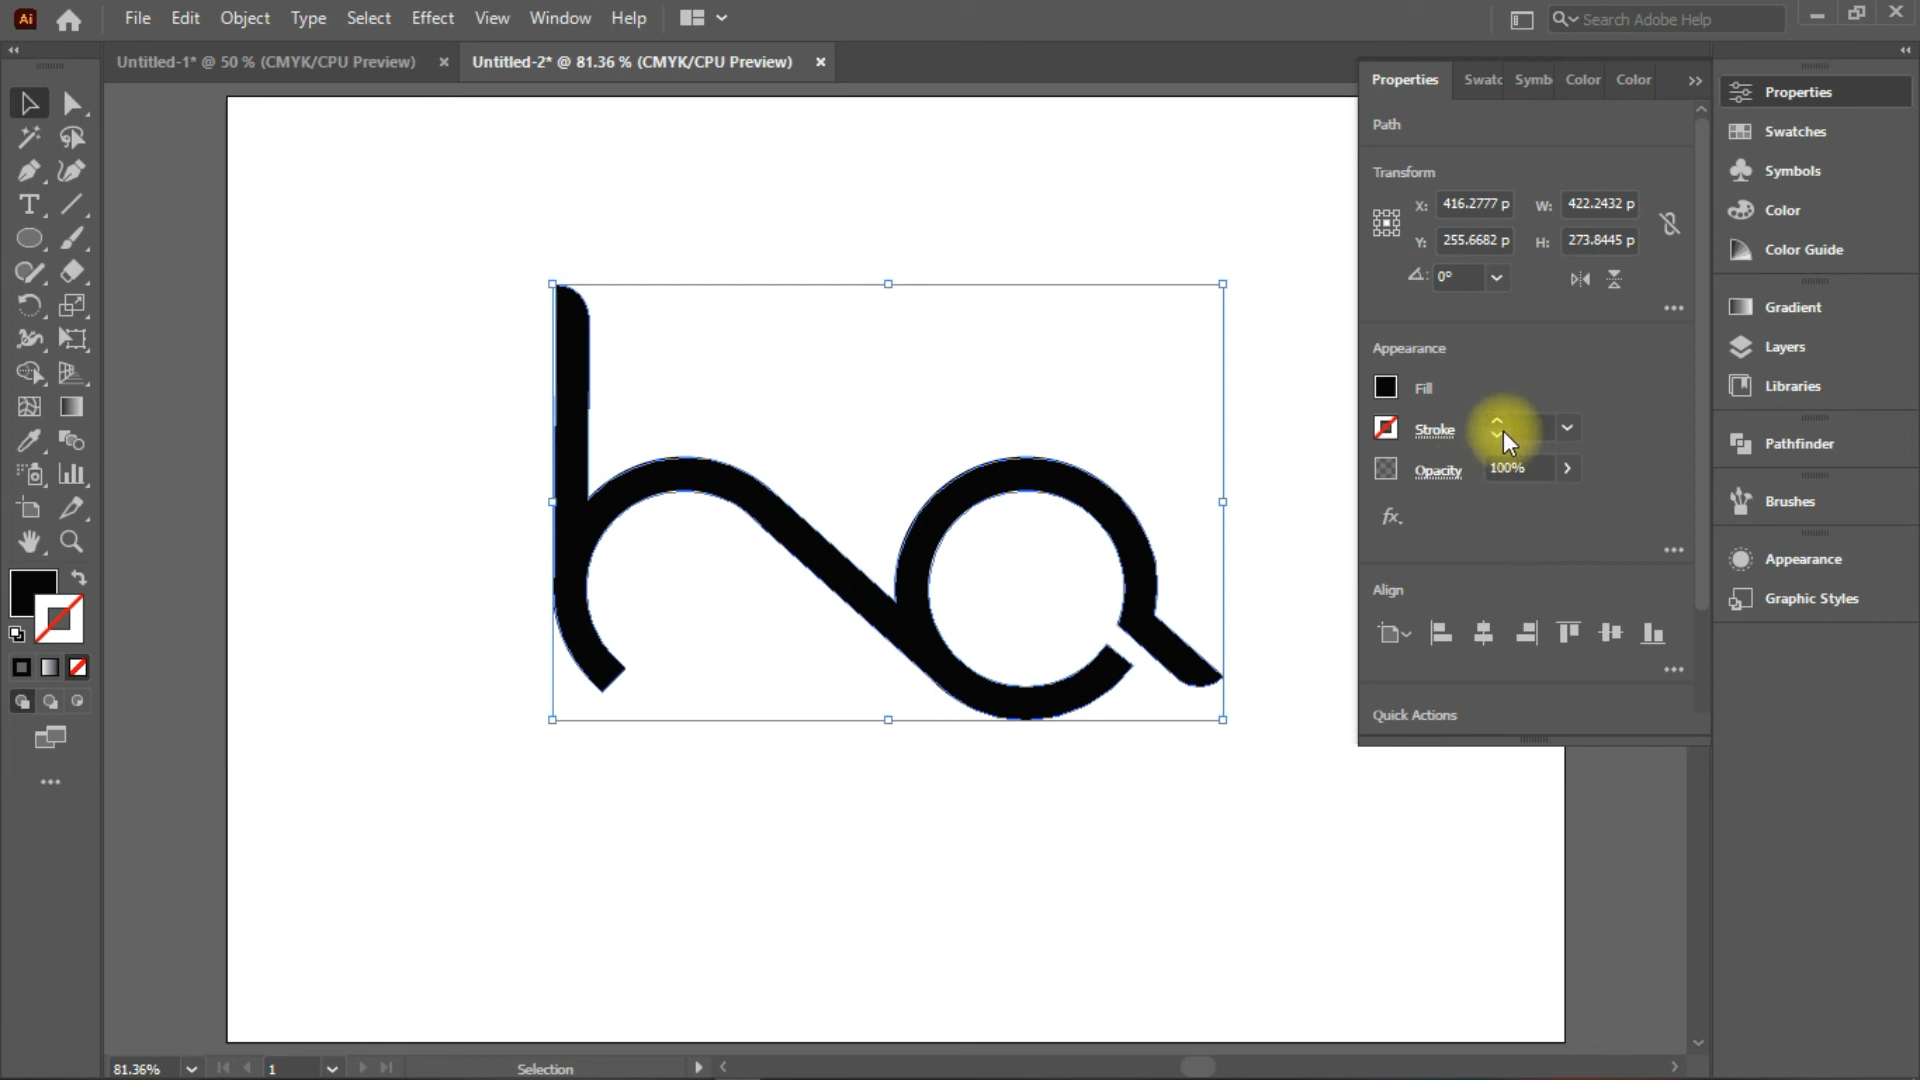 Ai File Edit Object Type Select Effect View Window Help Search Adobe Help
Untitled-1* @ 50 % (CMYK/CPU Preview) Untitled-2* @ 81.36 % (CMYK/CPU Preview)
Properties Swatc Symb Color Color
Path
Transform
X: 416.2777 p W: 422.2432 p
Y: 255.6682 p H: 273.8445 p
0°
Appearance
Fill
Stroke
Opacity 100%
fx.
Align
Quick Actions
Properties
Swatches
Symbols
Color
Color Guide
Gradient
Layers
Libraries
Pathfinder
Brushes
Appearance
Graphic Styles
81.36% 1 Selection